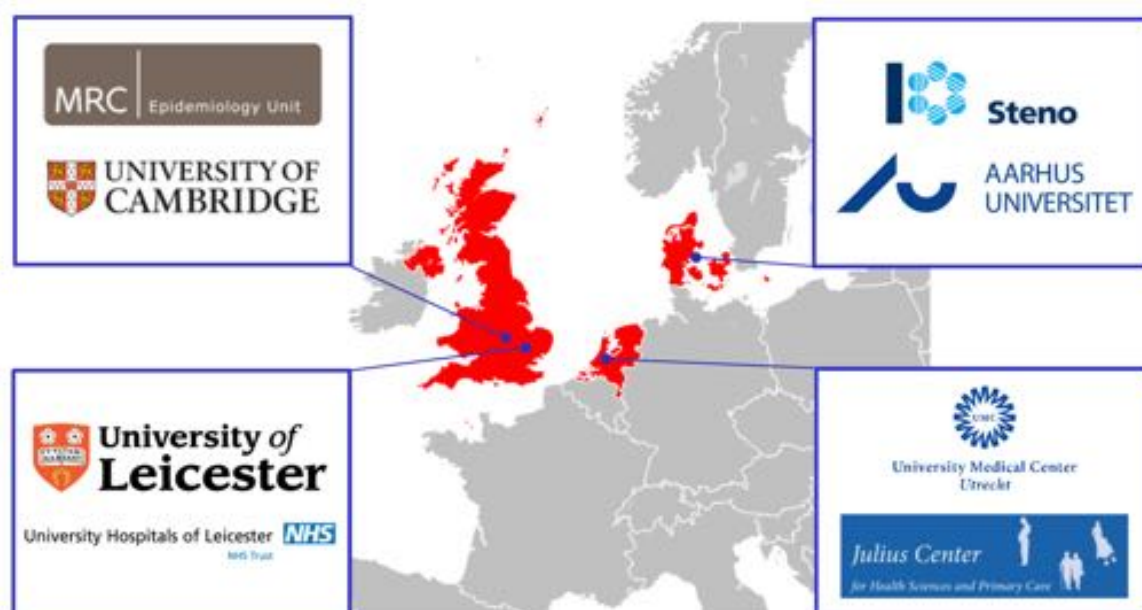 MRC Epidemiology Unit
UNIVERSITY OF
CAMBRIDGE
Steno
AARHUS
UNIVERSITET
University of
Leicester
University Hospitals of Leicester NHS
NHS Trust
UMC
University Medical Center
Utrecht
Julius Center
for Health Sciences and Primary Care